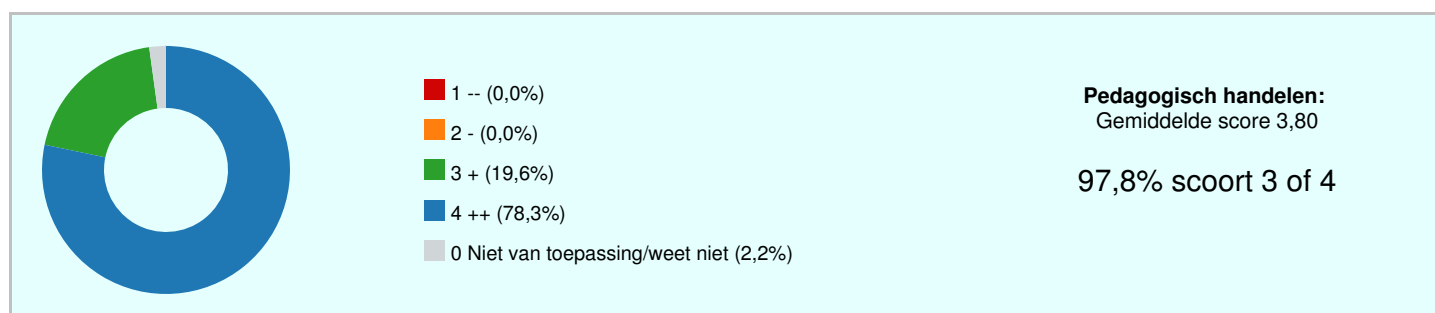 1 -- (0,0%)
2 - (0,0%)
3 + (19,6%)
4 ++ (78,3%)
0 Niet van toepassing/weet niet (2,2%)
Pedagogisch handelen:
Gemiddelde score 3,80
97,8% scoort 3 of 4